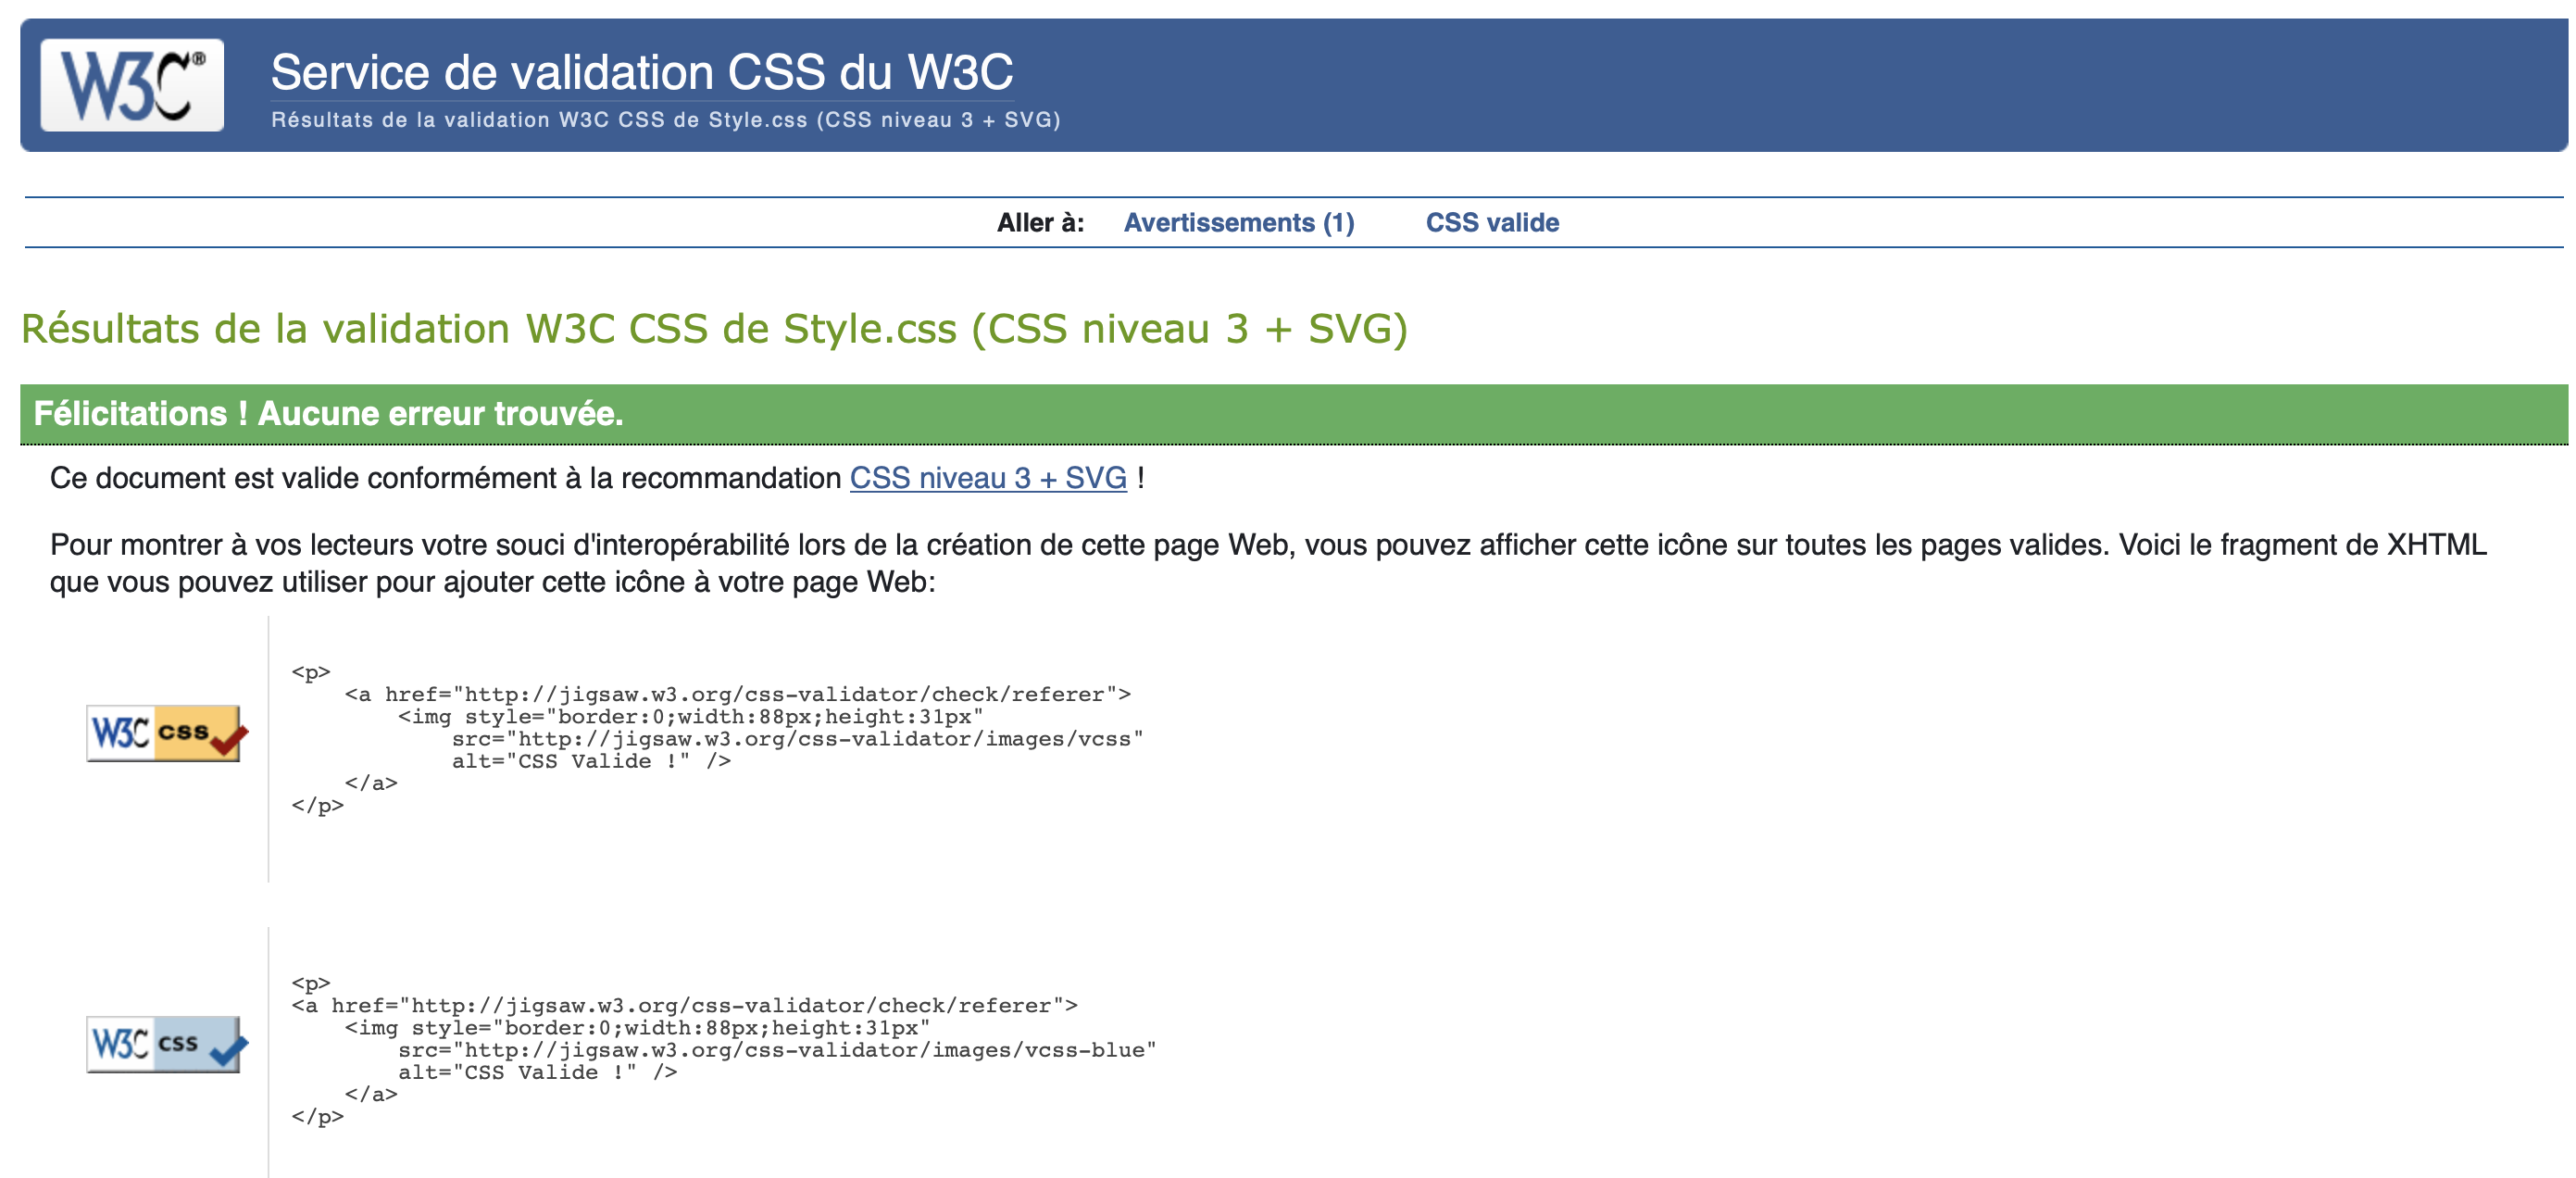 W3C®
Service de validation CSS du W3C
Résultats de la validation W3C CSS de Style.css (CSS niveau 3 + SVG)
Aller à: Avertissements (1) CSS valide
Résultats de la validation W3C CSS de Style.css (CSS niveau 3 + SVG)
Félicitations ! Aucune erreur trouvée.
Ce document est valide conformément à la recommandation CSS niveau 3 + SVG !
Pour montrer à vos lecteurs votre souci d'interopérabilité lors de la création de cette page Web, vous pouvez afficher cette icône sur toutes les pages valides. Voici le fragment de XHTML
que vous pouvez utiliser pour ajouter cette icône à votre page Web:
W3C css
<p>
    <a href="http://jigsaw.w3.org/css-validator/check/referer">
        <img style="border:0;width:88px;height:31px"
            src="http://jigsaw.w3.org/css-validator/images/vcss"
            alt="CSS Valide !" />
    </a>
</p>
W3C css
<p>
<a href="http://jigsaw.w3.org/css-validator/check/referer">
    <img style="border:0;width:88px;height:31px"
        src="http://jigsaw.w3.org/css-validator/images/vcss-blue"
        alt="CSS Valide !" />
    </a>
</p>